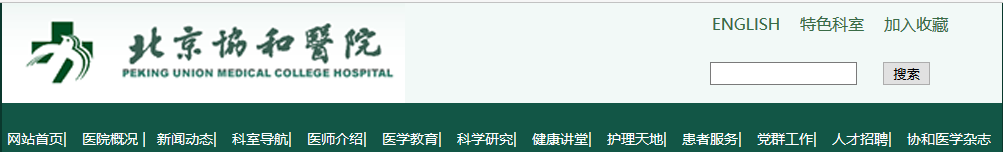 ENGLISH 特色科室 加入收藏
北京協和醫院
PEKING UNION MEDICAL COLLEGE HOSPITAL
搜索
网站首页| 医院概况 | 新闻动态| 科室导航| 医师介绍| 医学教育| 科学研究| 健康讲堂| 护理天地| 患者服务| 党群工作| 人才招聘| 协和医学杂志